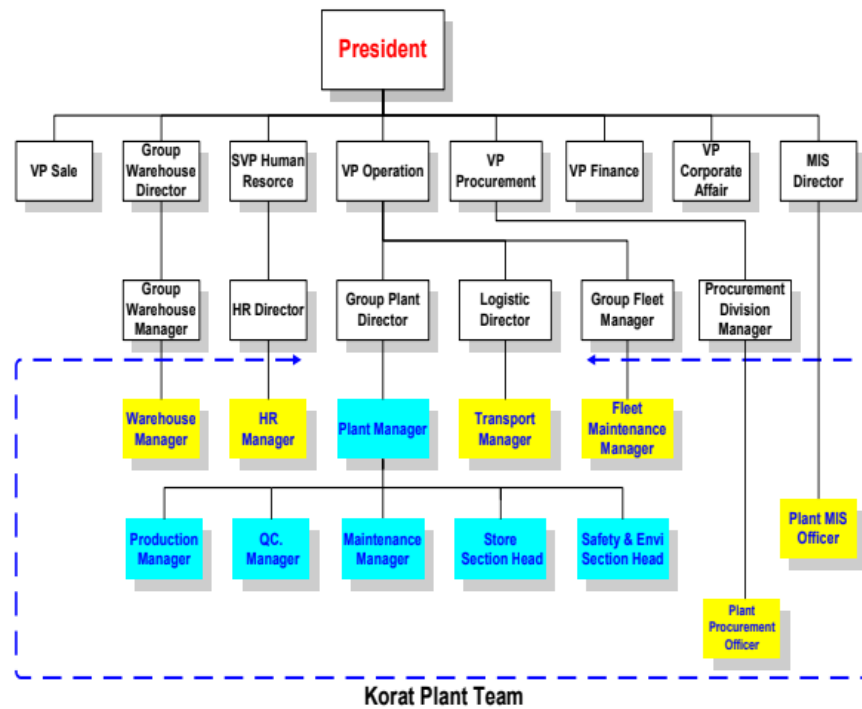 President
VP Sale
Group
Warehouse
Director
SVP Human
Resorce
VP Operation
VP
Procurement
VP Finance
VP
Corporate
Affair
MIS
Director
Group
Warehouse
Manager
HR Director
Group Plant
Director
Logistic
Director
Group Fleet
Manager
Procurement
Division
Manager
Warehouse
Manager
HR
Manager
Plant Manager
Transport
Manager
Fleet
Maintenance
Manager
Production
Manager
QC.
Manager
Maintenance
Manager
Store
Section Head
Safety & Envi
Section Head
Plant MIS
Officer
Plant
Procurement
Officer
Korat Plant Team